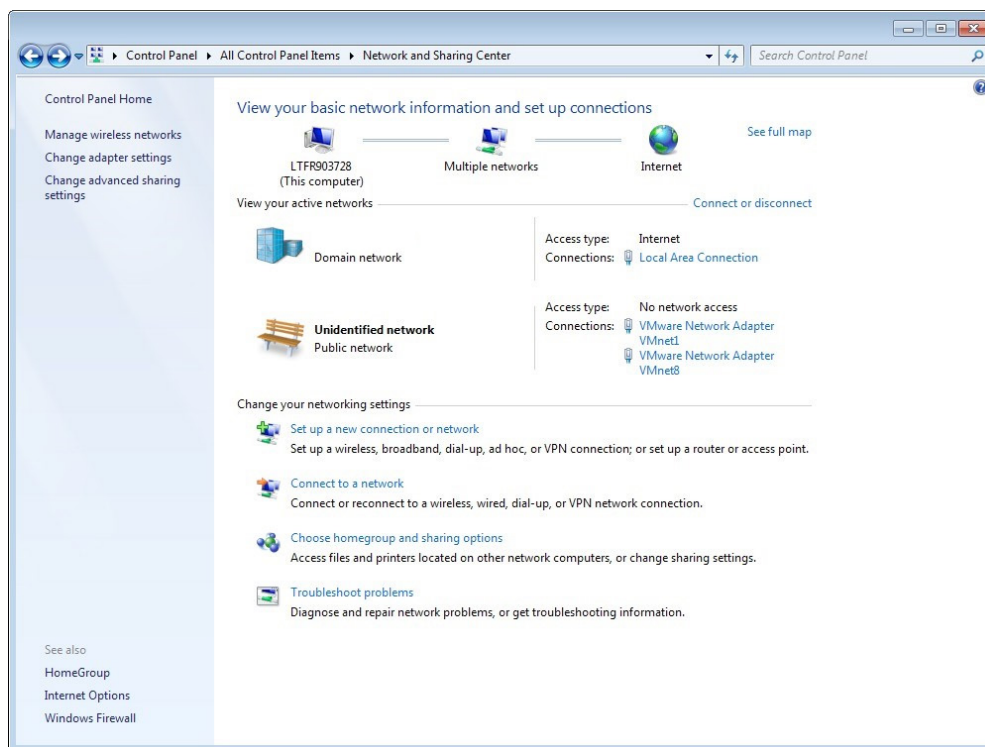 Control Panel ▸ All Control Panel Items ▸ Network and Sharing Center
Search Control Panel
Control Panel Home
Manage wireless networks
Change adapter settings
Change advanced sharing
settings
See also
HomeGroup
Internet Options
Windows Firewall
View your basic network information and set up connections
See full map
LTFR903728
(This computer)
Multiple networks
Internet
View your active networks
Connect or disconnect
Domain network
Access type: Internet
Connections: Local Area Connection
Unidentified network
Public network
Access type: No network access
Connections: VMware Network Adapter
VMnet1
VMware Network Adapter
VMnet8
Change your networking settings
Set up a new connection or network
Set up a wireless, broadband, dial-up, ad hoc, or VPN connection; or set up a router or access point.
Connect to a network
Connect or reconnect to a wireless, wired, dial-up, or VPN network connection.
Choose homegroup and sharing options
Access files and printers located on other network computers, or change sharing settings.
Troubleshoot problems
Diagnose and repair network problems, or get troubleshooting information.